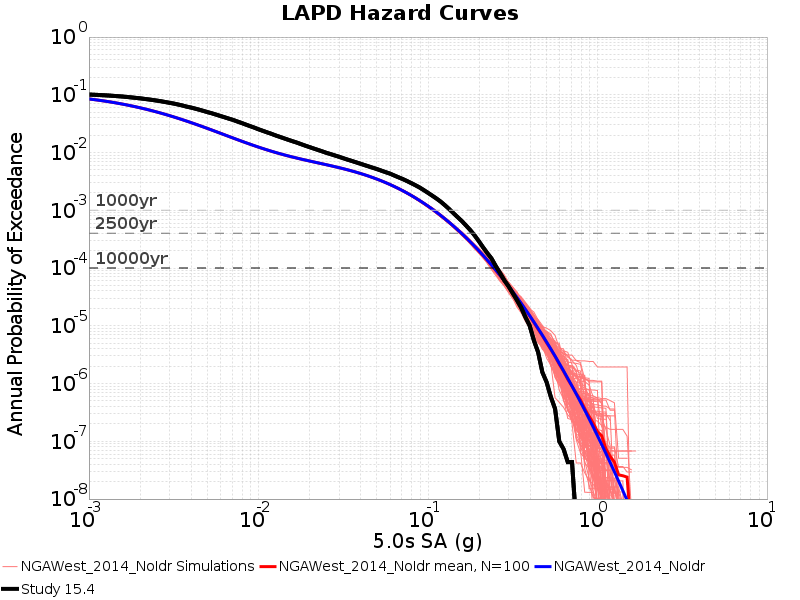 LAPD Hazard Curves
Annual Probability of Exceedance
10^0
10^-1
10^-2
10^-3
10^-4
10^-5
10^-6
10^-7
10^-8
1000yr
2500yr
10000yr
10^-3 10^-2 10^-1 10^0 10^1
5.0s SA (g)
NGAWest_2014_NoIdr Simulations NGAWest_2014_NoIdr mean, N=100 NGAWest_2014_NoIdr
Study 15.4